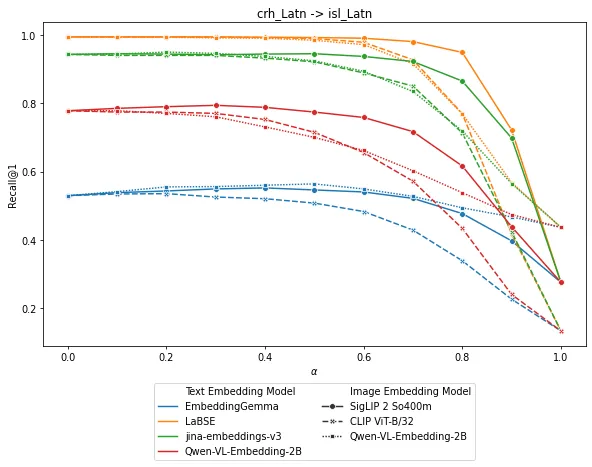 crh_Latn -> isl_Latn
1.0
0.8
0.6
0.4
0.2
Recall@1
0.0 0.2 0.4 0.6 0.8 1.0
α
Text Embedding Model Image Embedding Model
EmbeddingGemma SigLIP 2 So400m
LaBSE CLIP ViT-B/32
jina-embeddings-v3 Qwen-VL-Embedding-2B
Qwen-VL-Embedding-2B